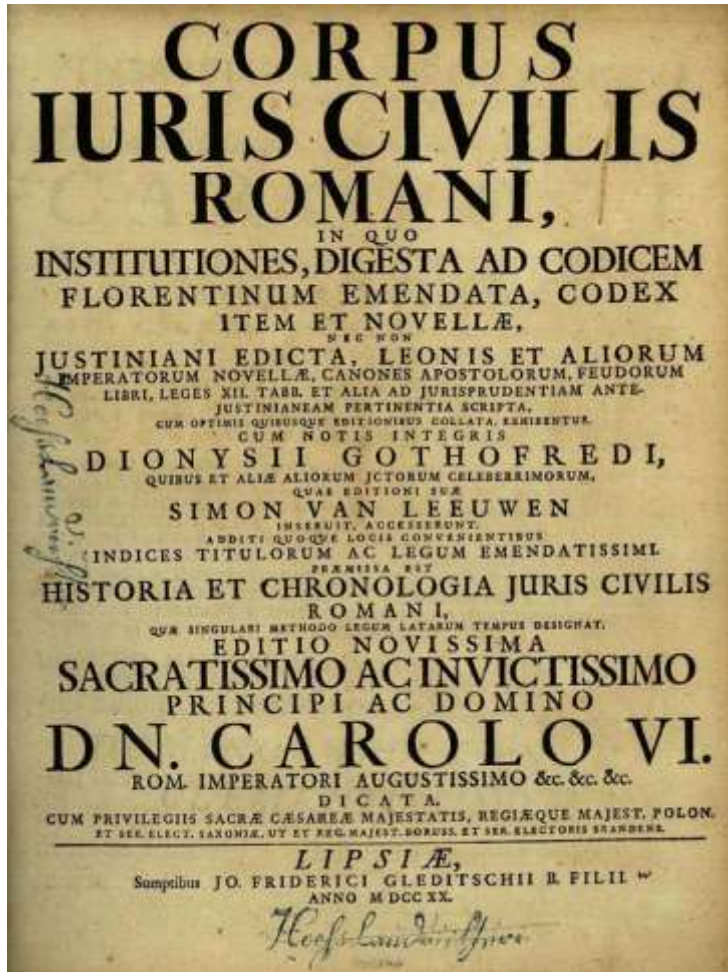 CORPUS
IURIS CIVILIS
ROMANI,
IN QUO
INSTITUTIONES, DIGESTA AD CODICEM
FLORENTINUM EMENDATA, CODEX
ITEM ET NOVELLÆ,
NEC NON
JUSTINIANI EDICTA, LEONIS ET ALIORUM
IMPERATORUM NOVELLÆ, CANONES APOSTOLORUM, FEUDORUM
LIBRI, LEGES XII. TABB. ET ALIA AD JURISPRUDENTIAM ANTE-
JUSTINIANEAM PERTINENTIA SCRIPTA,
CUM OPTIMIS QUIBUSQUE EDITIONIBUS COLLATA, EXHIBENTUR.
CUM NOTIS INTEGRIS
DIONYSII GOTHOFREDI,
QUIBUS ET ALIÆ ALIORUM JCTORUM CELEBERRIMORUM,
QUAS EDITIONI SUÆ
SIMON VAN LEEUWEN
INSERUIT, ACCESSERUNT.
ADDITI QUOQUE LOCIS CONVENIENTIBUS
INDICES TITULORUM AC LEGUM EMENDATISSIMI.
PRÆMISSA EST
HISTORIA ET CHRONOLOGIA JURIS CIVILIS
ROMANI,
QUÆ SINGULARI METHODO LEGUM LATARUM TEMPUS DESIGNAT.
EDITIO NOVISSIMA
SACRATISSIMO AC INVICTISSIMO
PRINCIPI AC DOMINO
DN. CAROLO VI.
ROM. IMPERATORI AUGUSTISSIMO &c. &c. &c.
DICATA.
CUM PRIVILEGIIS SACRÆ CÆSAREÆ MAJESTATIS, REGIÆQUE MAJEST. POLON.
ET SER. ELECT. SAXONIÆ, UT ET REG. MAJEST. BORUSS. ET SER. ELECTORIS BRANDENB.
LIPSIÆ,
Sumptibus JO. FRIDERICI GLEDITSCHII B. FILII
ANNO M DCC XX.